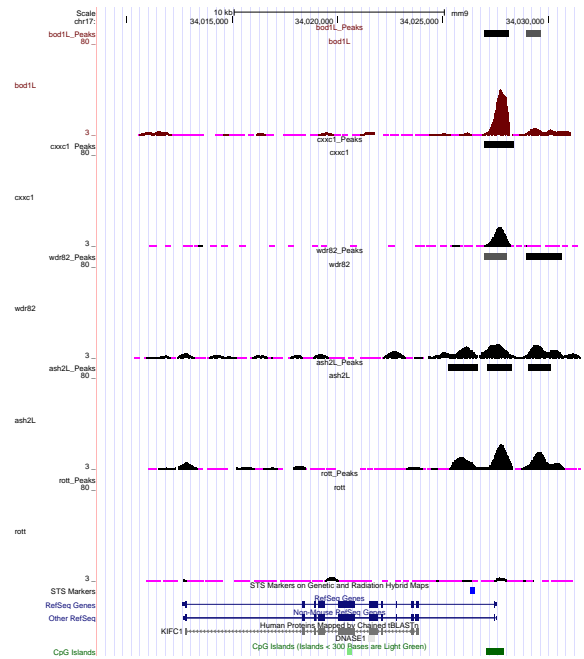 Scale 10 kb mm9
chr17: 34,015,000 34,020,000 34,025,000 34,030,000
bod1L_Peaks
bod1L_Peaks
80 bod1L
bod1L
3
cxxc1_Peaks
cxxc1_Peaks
80 cxxc1
cxxc1
3
wdr82_Peaks
wdr82_Peaks
80 wdr82
wdr82
3
ash2L_Peaks
ash2L_Peaks
80 ash2L
ash2L
3
rott_Peaks
rott_Peaks
80 rott
rott
3
STS Markers on Genetic and Radiation Hybrid Maps
STS Markers
RefSeq Genes
RefSeq Genes
Non-Mouse RefSeq Genes
Other RefSeq
Human Proteins Mapped by Chained tBLASTn
KIFC1
DNASE1
CpG Islands (Islands < 300 Bases are Light Green)
CpG Islands